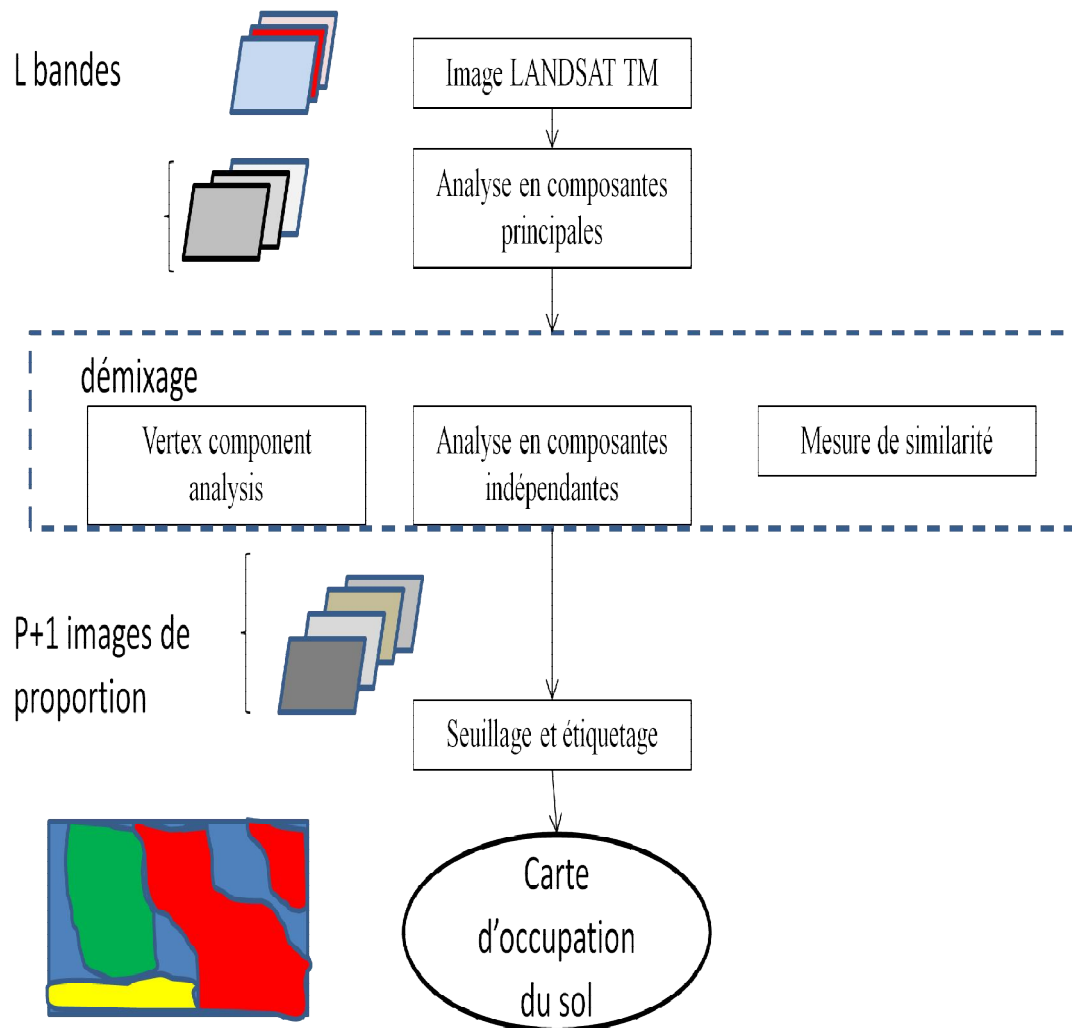 L bandes
Image LANDSAT TM
Analyse en composantes
principales
démixage
Vertex component
analysis
Analyse en composantes
indépendantes
Mesure de similarité
P+1 images de
proportion
Seuillage et étiquetage
Carte
d’occupation
du sol